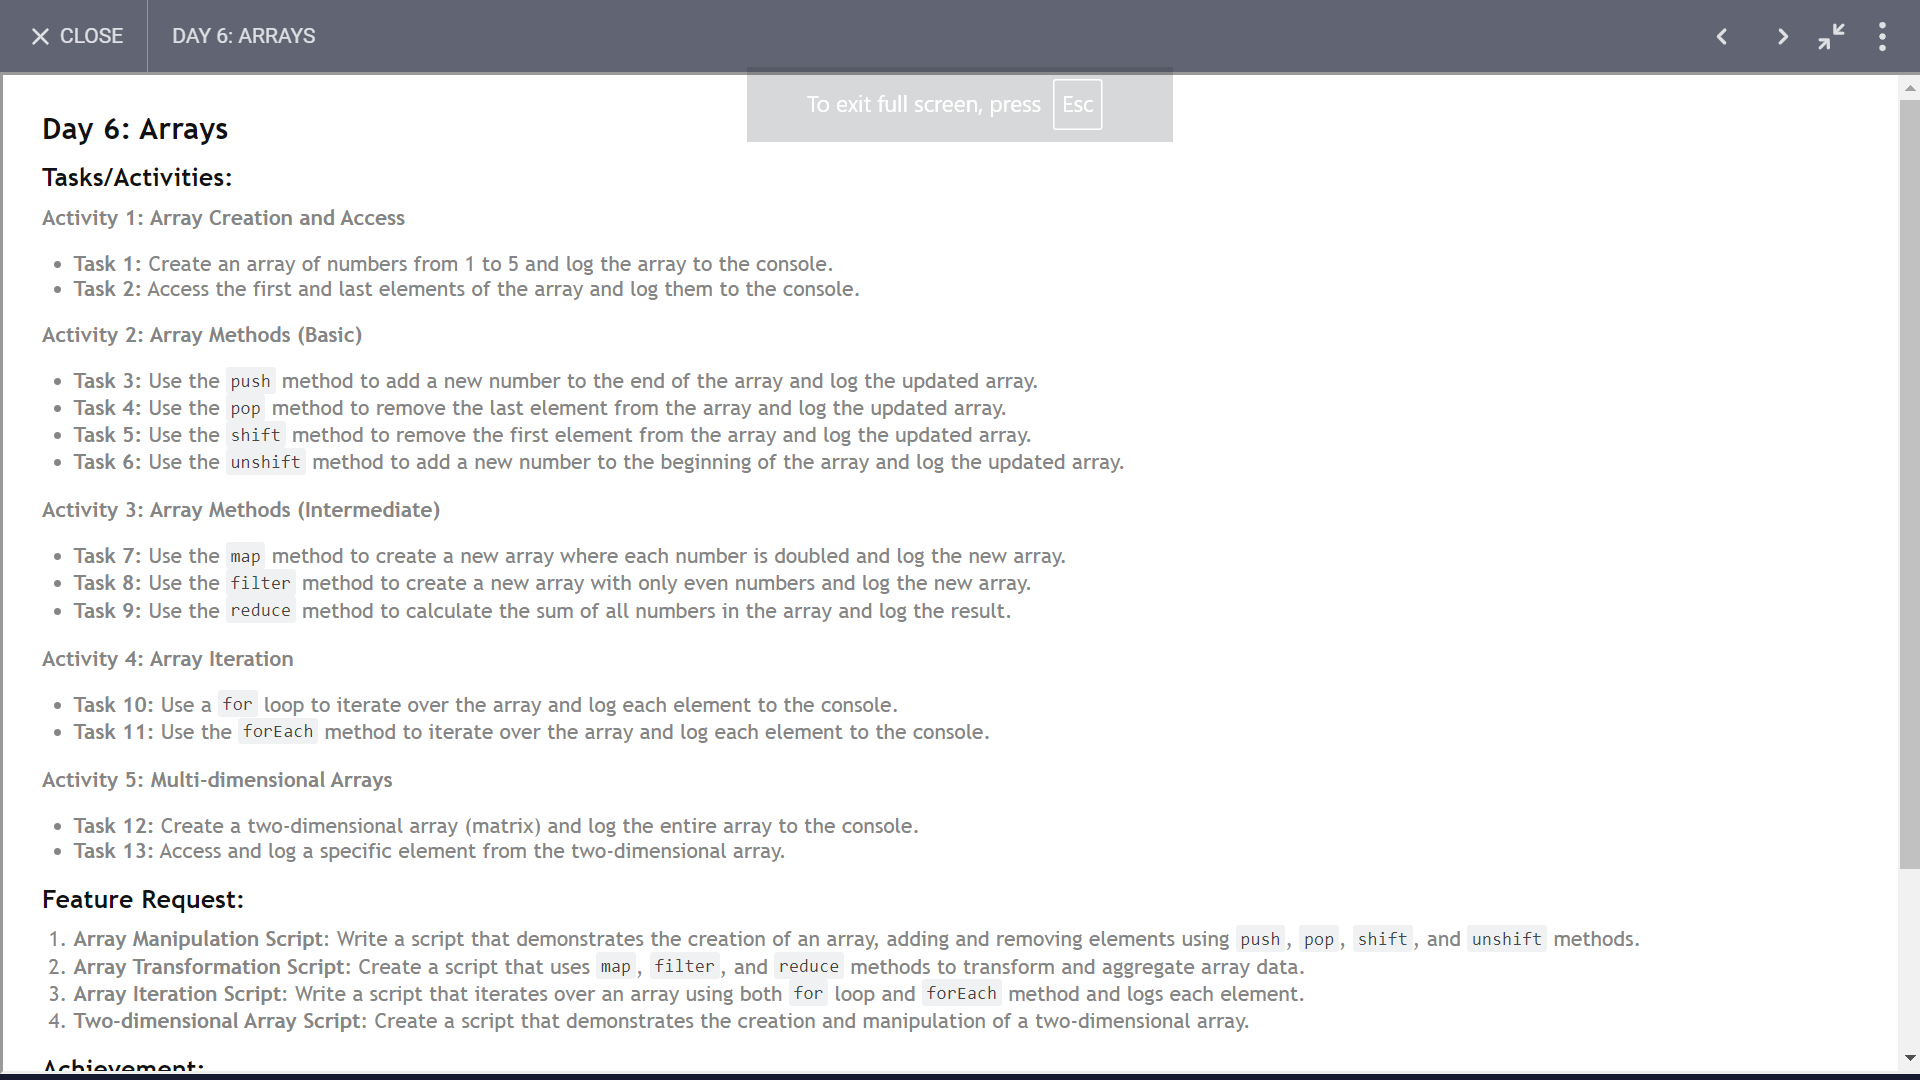 CLOSE
DAY 6: ARRAYS
To exit full screen, press Esc
Day 6: Arrays
Tasks/Activities:
Activity 1: Array Creation and Access
• Task 1: Create an array of numbers from 1 to 5 and log the array to the console.
• Task 2: Access the first and last elements of the array and log them to the console.
Activity 2: Array Methods (Basic)
• Task 3: Use the push method to add a new number to the end of the array and log the updated array.
• Task 4: Use the pop method to remove the last element from the array and log the updated array.
• Task 5: Use the shift method to remove the first element from the array and log the updated array.
• Task 6: Use the unshift method to add a new number to the beginning of the array and log the updated array.
Activity 3: Array Methods (Intermediate)
• Task 7: Use the map method to create a new array where each number is doubled and log the new array.
• Task 8: Use the filter method to create a new array with only even numbers and log the new array.
• Task 9: Use the reduce method to calculate the sum of all numbers in the array and log the result.
Activity 4: Array Iteration
• Task 10: Use a for loop to iterate over the array and log each element to the console.
• Task 11: Use the forEach method to iterate over the array and log each element to the console.
Activity 5: Multi-dimensional Arrays
• Task 12: Create a two-dimensional array (matrix) and log the entire array to the console.
• Task 13: Access and log a specific element from the two-dimensional array.
Feature Request:
1. Array Manipulation Script: Write a script that demonstrates the creation of an array, adding and removing elements using push, pop, shift, and unshift methods.
2. Array Transformation Script: Create a script that uses map, filter, and reduce methods to transform and aggregate array data.
3. Array Iteration Script: Write a script that iterates over an array using both for loop and forEach method and logs each element.
4. Two-dimensional Array Script: Create a script that demonstrates the creation and manipulation of a two-dimensional array.
Achievement: